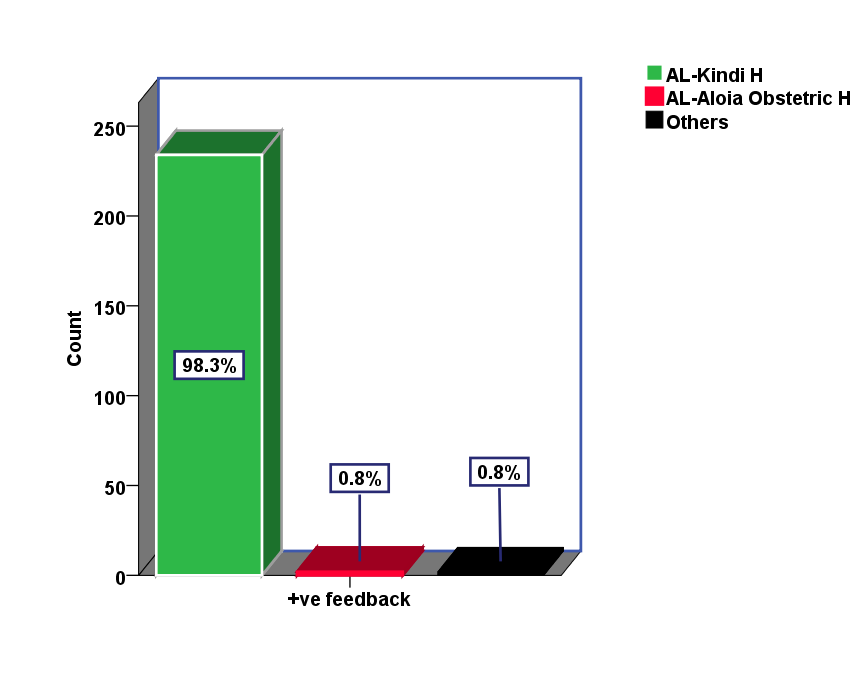 AL-Kindi H
AL-Aloia Obstetric H
Others
250
200
150
100
50
0
Count
98.3%
0.8%
0.8%
+ve feedback